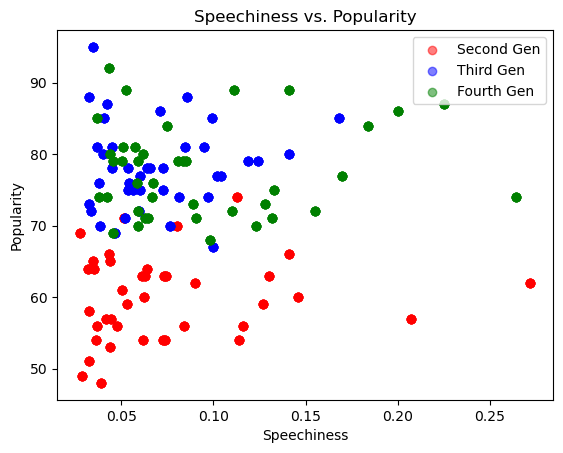 Speechiness vs. Popularity
Second Gen
Third Gen
Fourth Gen
Popularity
90
80
70
60
50
0.05 0.10 0.15 0.20 0.25
Speechiness